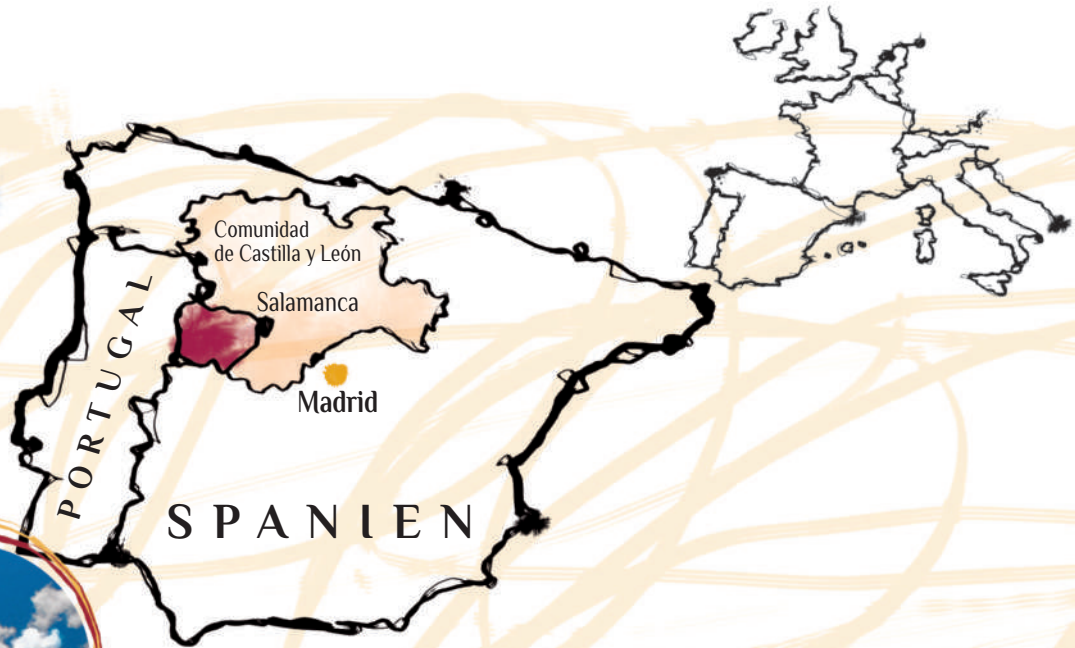 Comunidad
de Castilla y León
Salamanca
Madrid
PORTUGAL
SPANIEN